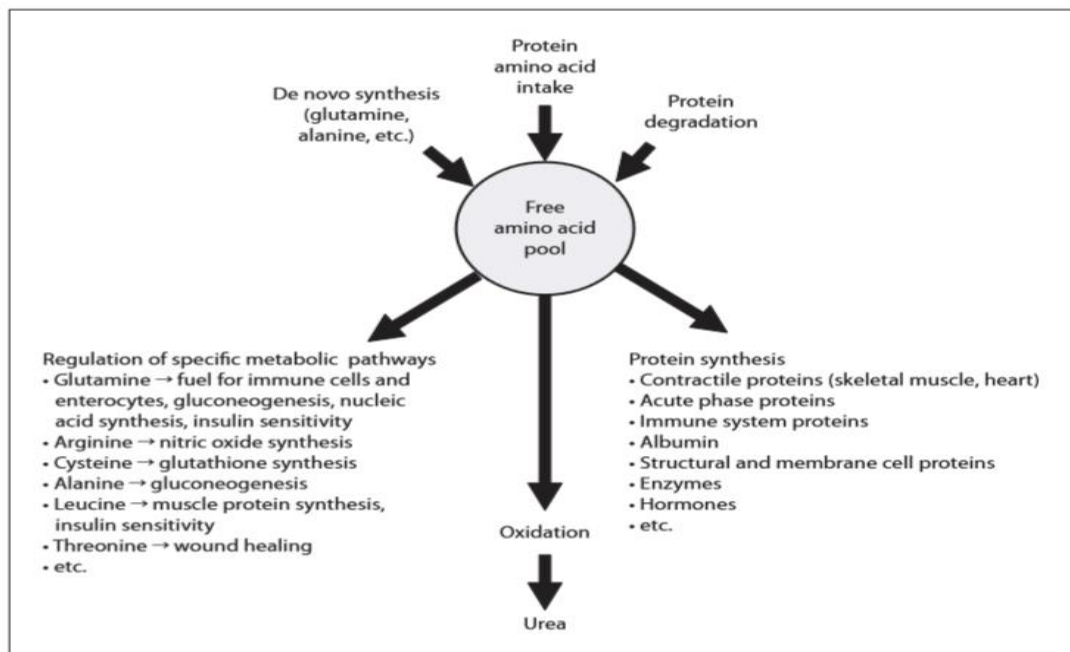 Protein
amino acid
intake
De novo synthesis
(glutamine,
alanine, etc.)
Protein
degradation
Free
amino acid
pool
Regulation of specific metabolic pathways
• Glutamine → fuel for immune cells and
enterocytes, gluconeogenesis, nucleic
acid synthesis, insulin sensitivity
• Arginine → nitric oxide synthesis
• Cysteine → glutathione synthesis
• Alanine → gluconeogenesis
• Leucine → muscle protein synthesis,
insulin sensitivity
• Threonine → wound healing
• etc.
Protein synthesis
• Contractile proteins (skeletal muscle, heart)
• Acute phase proteins
• Immune system proteins
• Albumin
• Structural and membrane cell proteins
• Enzymes
• Hormones
• etc.
Oxidation
Urea